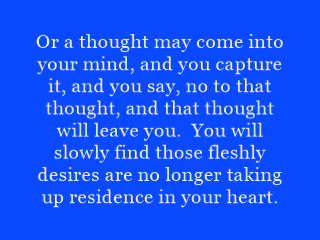 Or a thought may come into
your mind, and you capture
it, and you say, no to that
thought, and that thought
will leave you.  You will
slowly find those fleshly
desires are no longer taking
up residence in your heart.